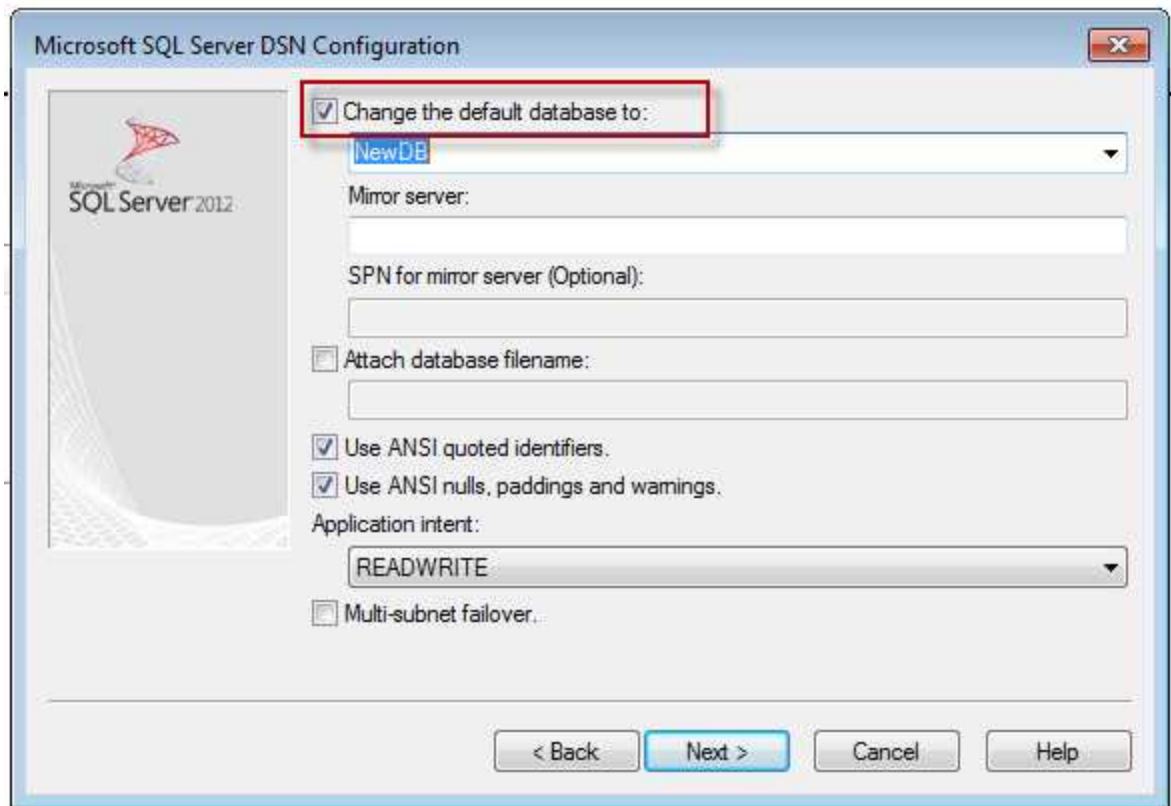 Microsoft SQL Server DSN Configuration
Change the default database to:
NewDB
Mirror server:
Microsoft
SQL Server 2012
SPN for mirror server (Optional):
Attach database filename:
Use ANSI quoted identifiers.
Use ANSI nulls, paddings and warnings.
Application intent:
READWRITE
Multi-subnet failover.
< Back Next > Cancel Help